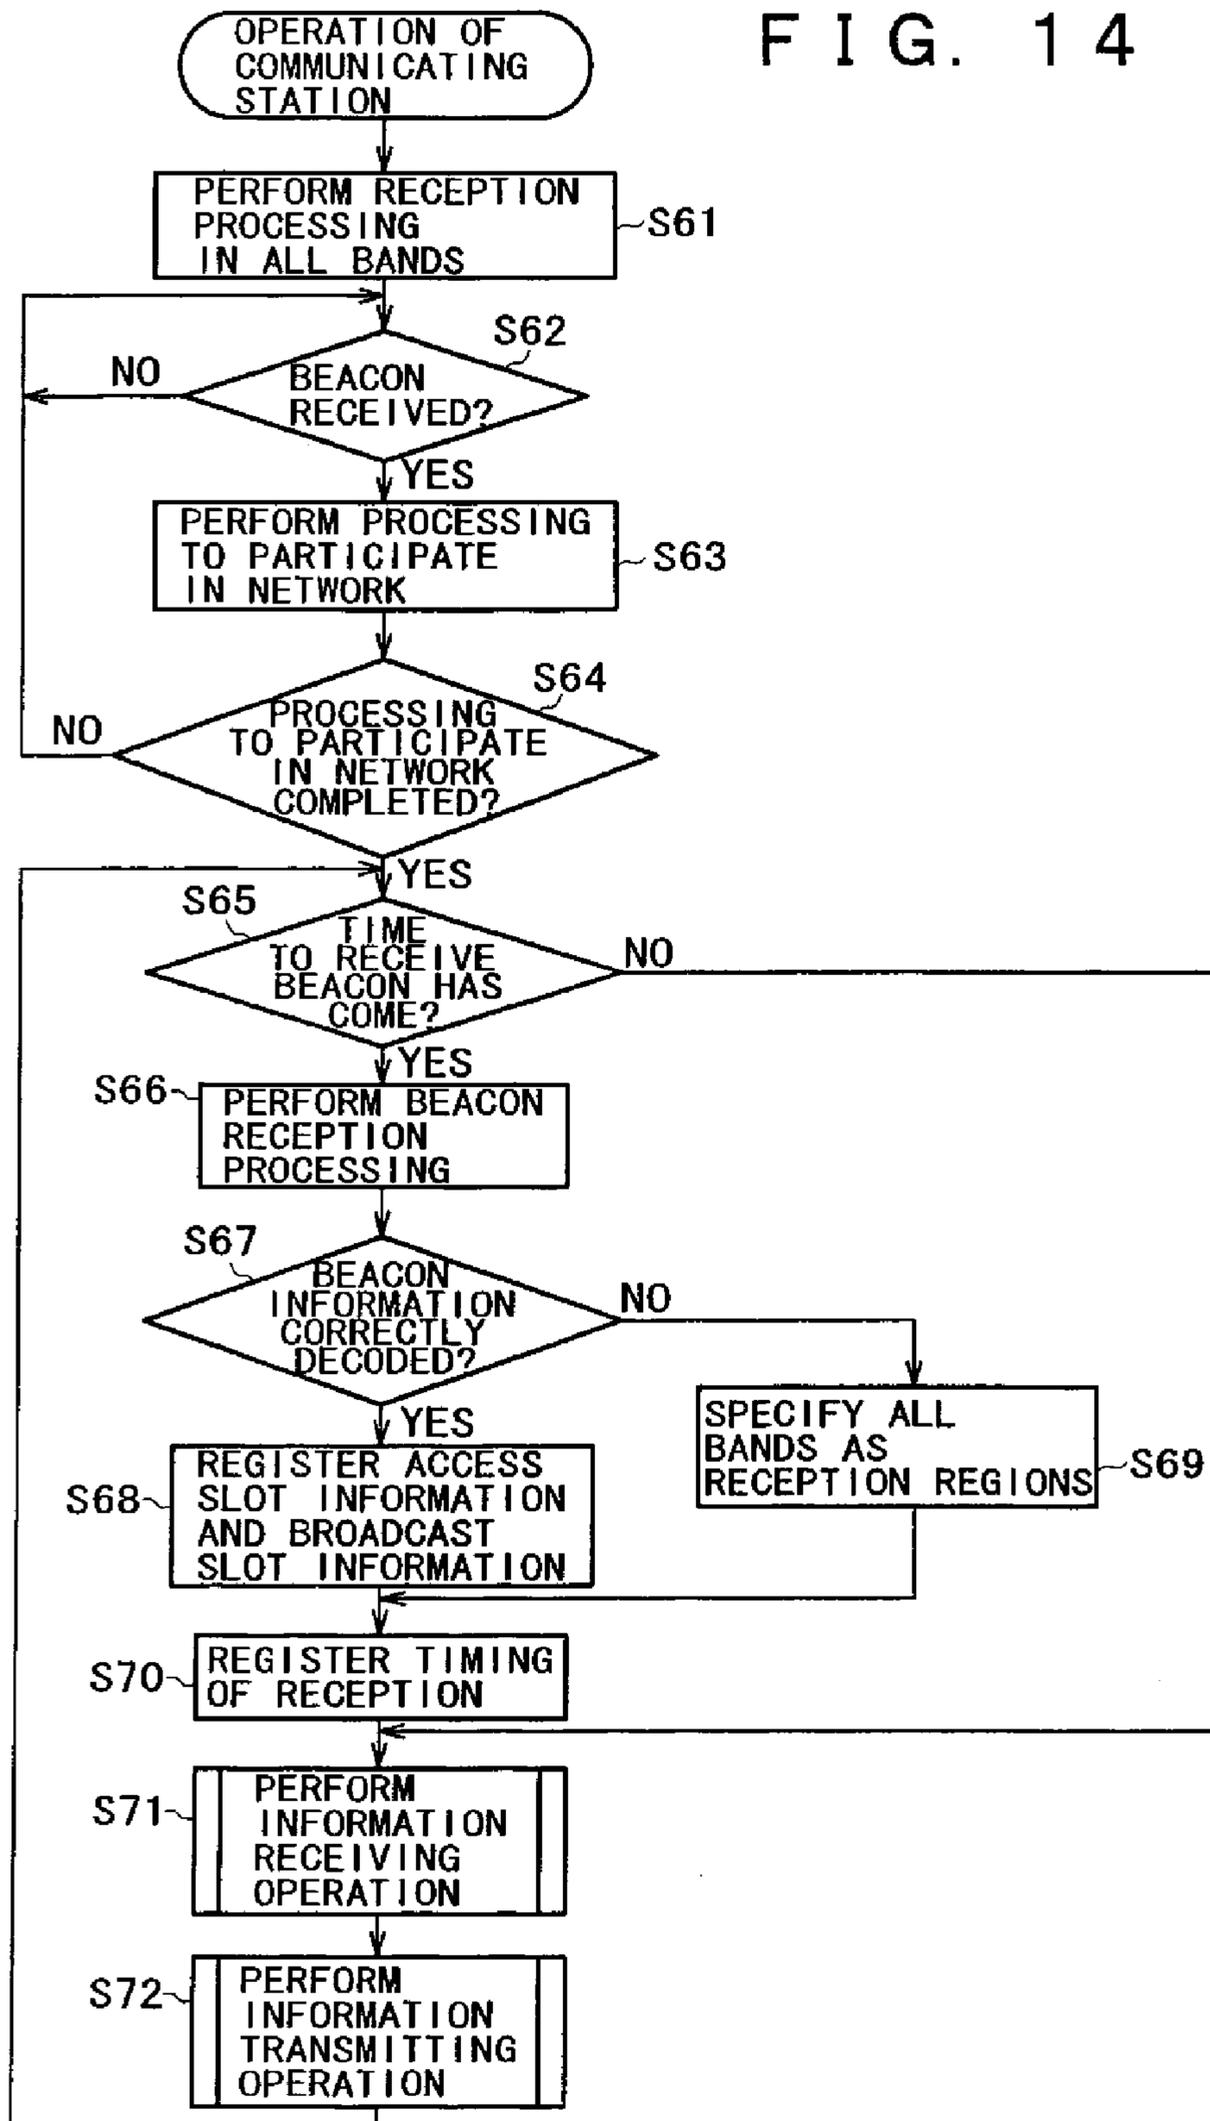 FIG. 14
OPERATION OF
COMMUNICATING
STATION
PERFORM RECEPTION
PROCESSING
IN ALL BANDS
S61
S62
NO
BEACON
RECEIVED?
YES
PERFORM PROCESSING
TO PARTICIPATE
IN NETWORK
S63
S64
NO
PROCESSING
TO PARTICIPATE
IN NETWORK
COMPLETED?
YES
S65
TIME
TO RECEIVE
BEACON HAS
COME?
NO
YES
S66
PERFORM BEACON
RECEPTION
PROCESSING
S67
BEACON
INFORMATION
CORRECTLY
DECODED?
NO
YES
SPECIFY ALL
BANDS AS
RECEPTION REGIONS
S69
S68
REGISTER ACCESS
SLOT INFORMATION
AND BROADCAST
SLOT INFORMATION
S70
REGISTER TIMING
OF RECEPTION
S71
PERFORM
INFORMATION
RECEIVING
OPERATION
S72
PERFORM
INFORMATION
TRANSMITTING
OPERATION